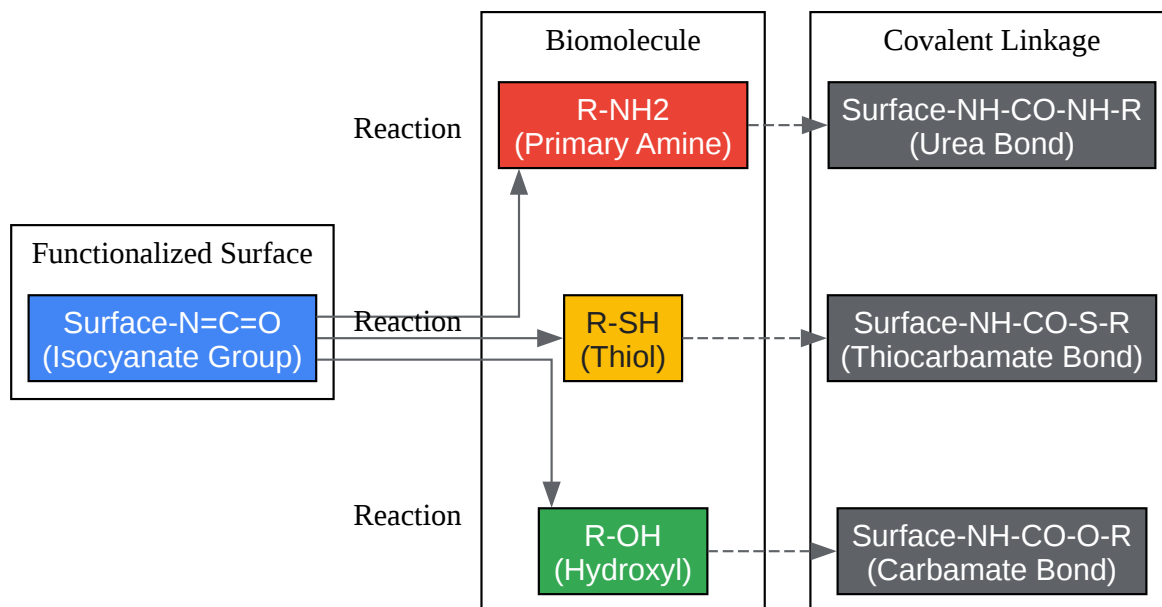 Functionalized Surface
Surface-N=C=O
(Isocyanate Group)
Reaction
Reaction
Reaction
Biomolecule
R-NH2
(Primary Amine)
R-SH
(Thiol)
R-OH
(Hydroxyl)
Covalent Linkage
Surface-NH-CO-NH-R
(Urea Bond)
Surface-NH-CO-S-R
(Thiocarbamate Bond)
Surface-NH-CO-O-R
(Carbamate Bond)